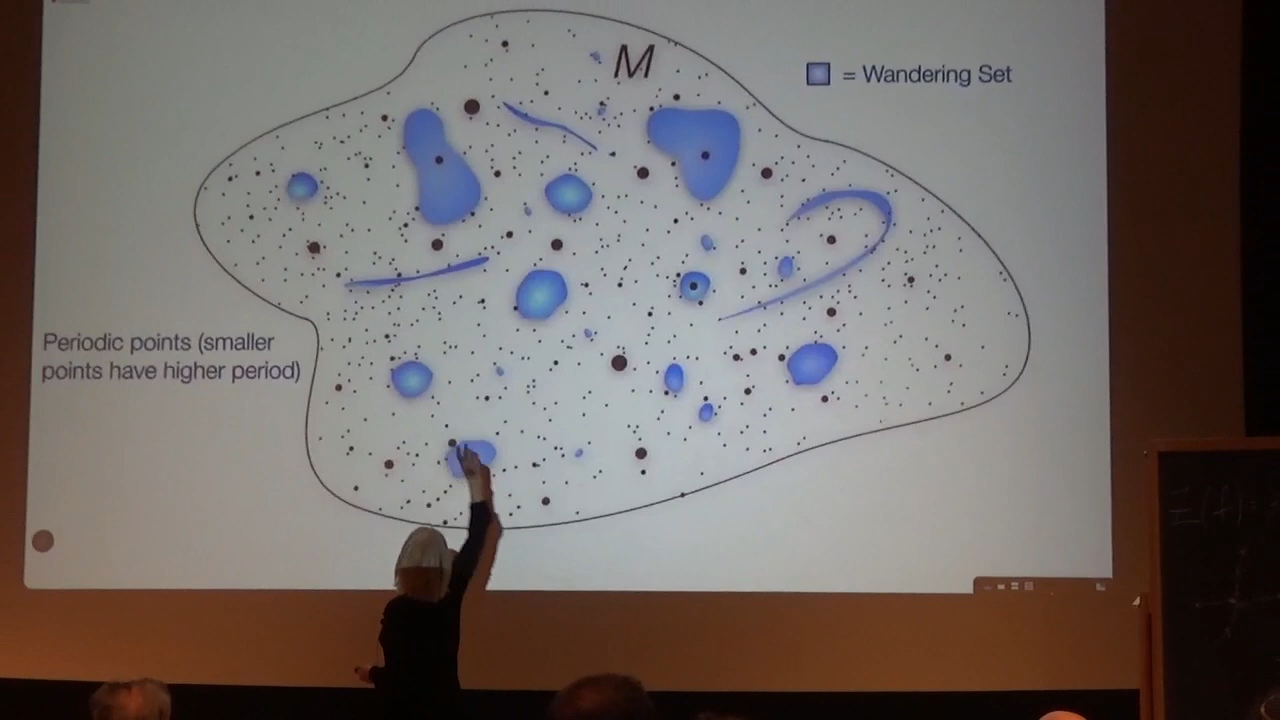 M
= Wandering Set
Periodic points (smaller
points have higher period)